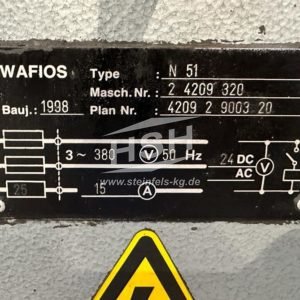 WAFIOS Type : N 51
Masch. Nr. : 2 4209 320
Bauj.: 1998 Plan Nr. 4209 2 9003 20
H&H
3 ~ 380 V 50 Hz 24 DC V
AC
www.steinfels-kg.de
25 15 A